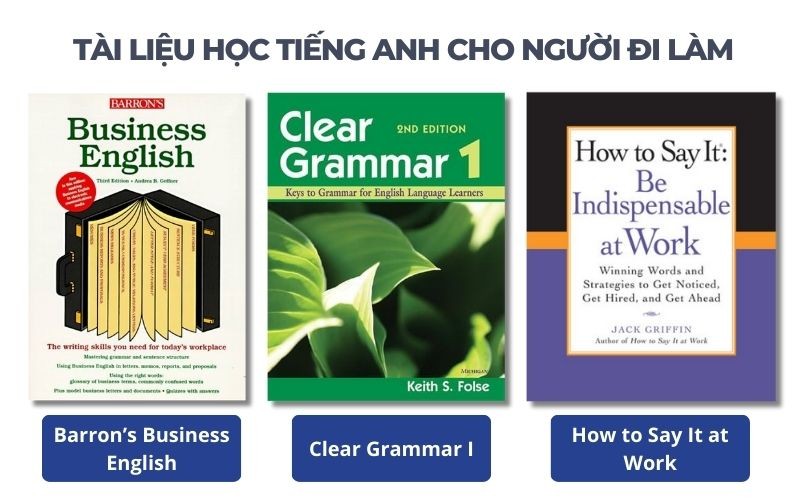 TÀI LIỆU HỌC TIẾNG ANH CHO NGƯỜI ĐI LÀM
BARRON'S
Business
English
Third Edition • Andrea B. Geffner
The writing skills you need for today's workplace
Mastering grammar and sentence structure
Using Business English in letters, memos, reports, and proposals
Using the right words:
glossary of business terms, commonly confused words
Plus model business letters and documents • Quizzes with answers
Clear
Grammar 1
2ND EDITION
Keys to Grammar for English Language Learners
MICHIGAN
Keith S. Folse
How to Say It®:
Be
Indispensable
at Work
Winning Words and
Strategies to Get Noticed,
Get Hired, and Get Ahead
JACK GRIFFIN
Author of How to Say It at Work
Barron's Business
English
Clear Grammar I
How to Say It at
Work